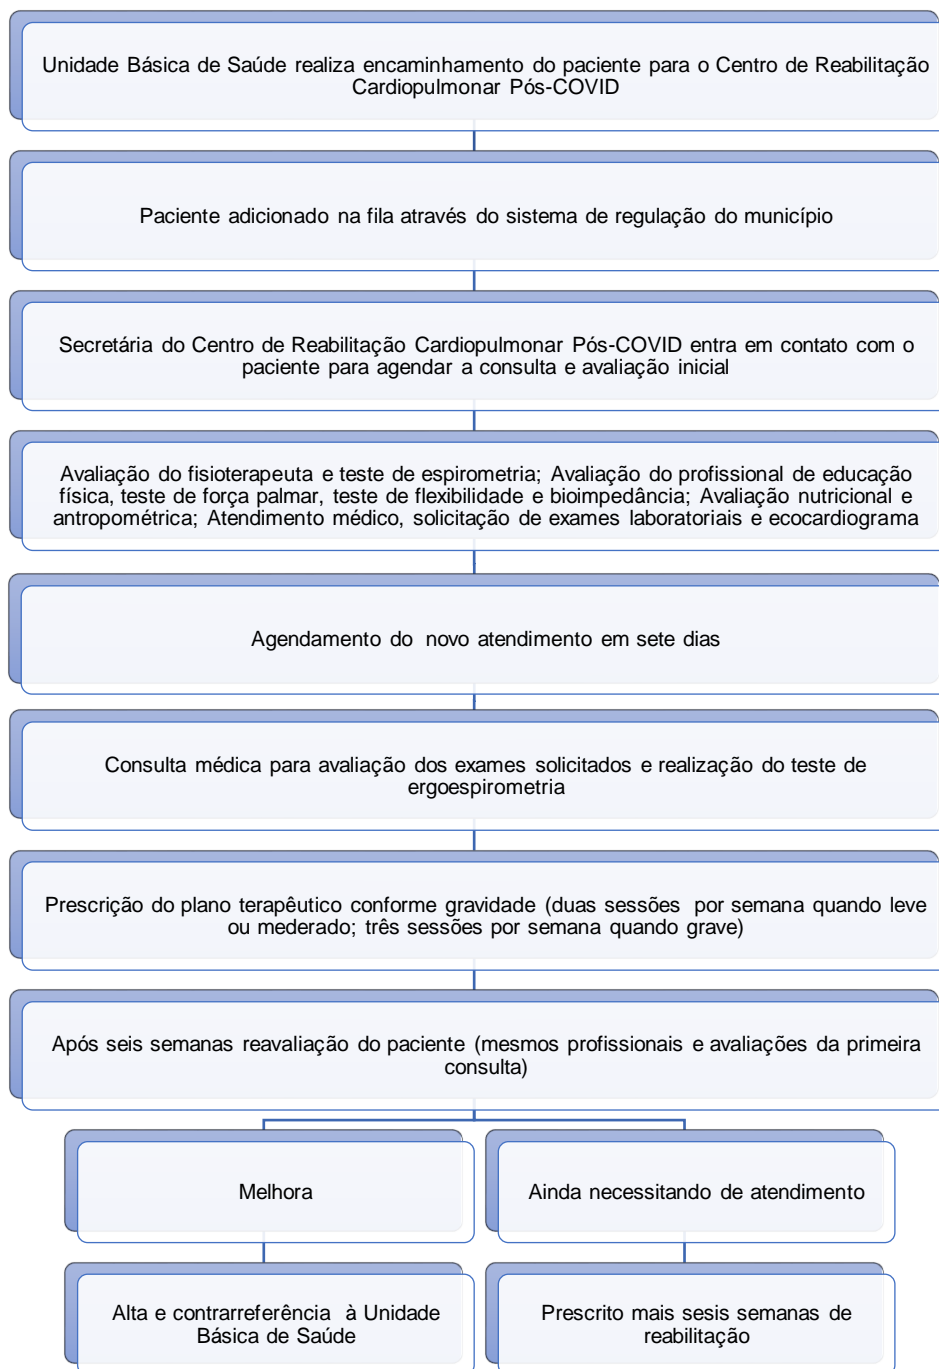 Unidade Básica de Saúde realiza encaminhamento do paciente para o Centro de Reabilitação
Cardiopulmonar Pós-COVID
Paciente adicionado na fila através do sistema de regulação do município
Secretária do Centro de Reabilitação Cardiopulmonar Pós-COVID entra em contato com o
paciente para agendar a consulta e avaliação inicial
Avaliação do fisioterapeuta e teste de espirometria; Avaliação do profissional de educação
física, teste de força palmar, teste de flexibilidade e bioimpedância; Avaliação nutricional e
antropométrica; Atendimento médico, solicitação de exames laboratoriais e ecocardiograma
Agendamento do novo atendimento em sete dias
Consulta médica para avaliação dos exames solicitados e realização do teste de
ergoespirometria
Prescrição do plano terapêutico conforme gravidade (duas sessões por semana quando leve
ou mederado; três sessões por semana quando grave)
Após seis semanas reavaliação do paciente (mesmos profissionais e avaliações da primeira
consulta)
Melhora
Ainda necessitando de atendimento
Alta e contrarreferência à Unidade
Básica de Saúde
Prescrito mais sesis semanas de
reabilitação